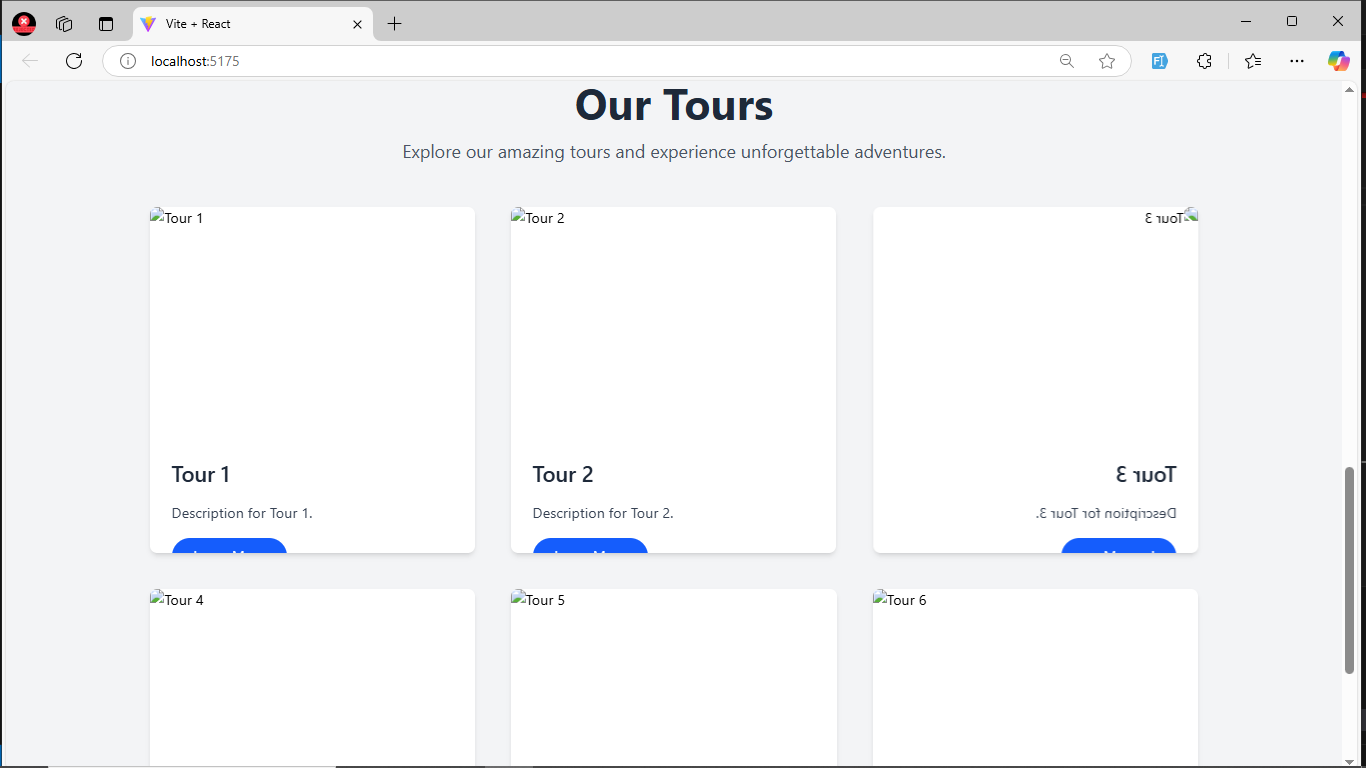 Vite + React
localhost:5175
Our Tours
Explore our amazing tours and experience unforgettable adventures.
Tour 1
Tour 2
Tour 3
Tour 1
Tour 2
Tour 3
Description for Tour 1.
Description for Tour 2.
Description for Tour 3.
Tour 4
Tour 5
Tour 6